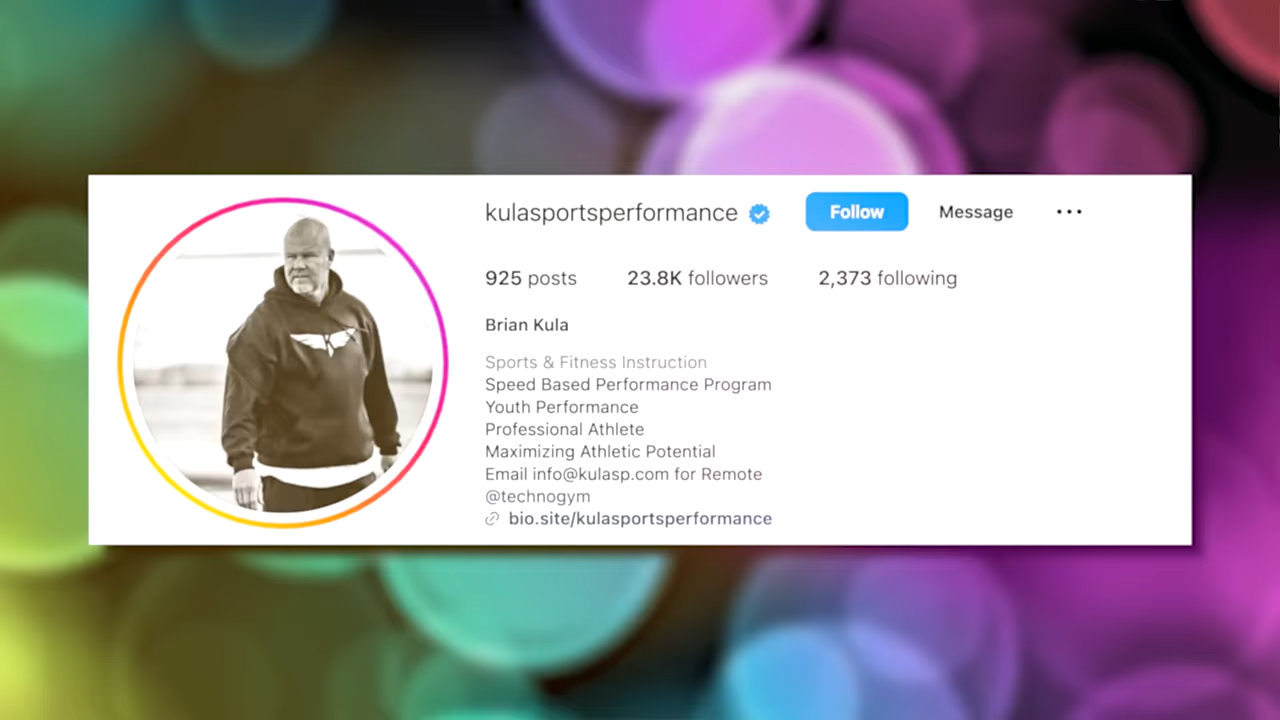 kulasportsperformance
Follow
Message
925 posts
23.8K followers
2,373 following
Brian Kula
Sports & Fitness Instruction
Speed Based Performance Program
Youth Performance
Professional Athlete
Maximizing Athletic Potential
Email info@kulasp.com for Remote
@technogym
bio.site/kulasportsperformance